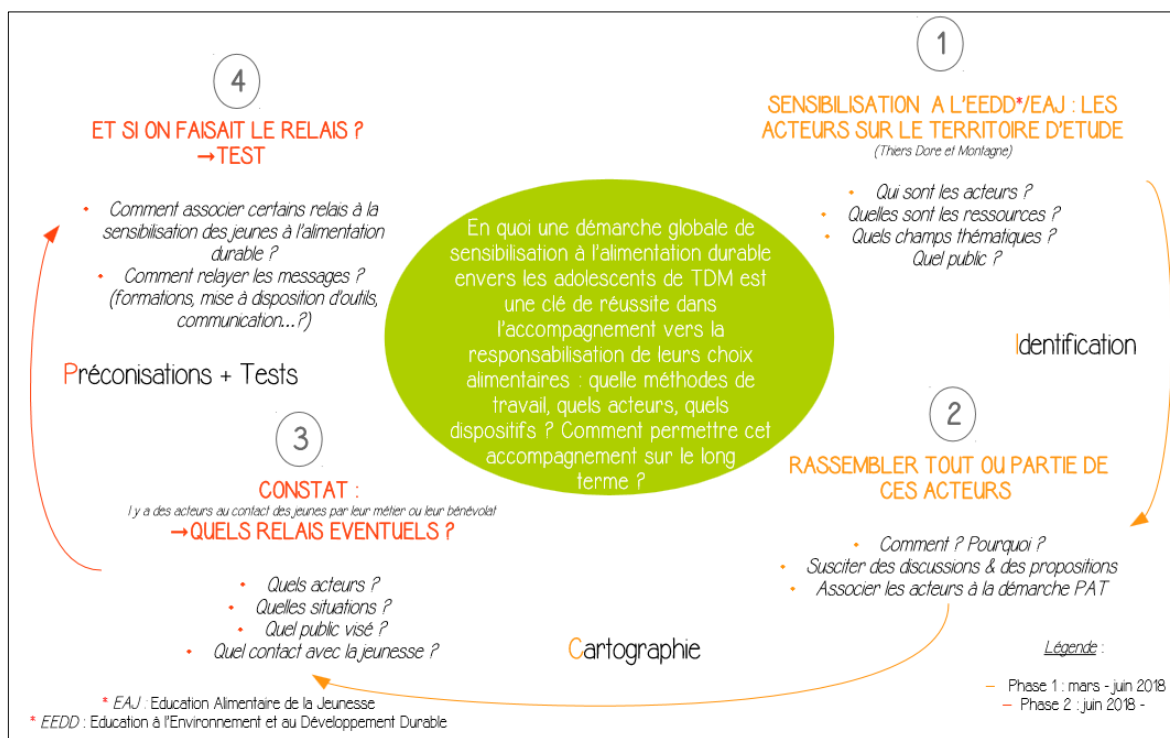 1
SENSIBILISATION A L'EEDD*/EAJ : LES
ACTEURS SUR LE TERRITOIRE D'ETUDE
(Thiers Dore et Montagne)
Qui sont les acteurs ?
Quelles sont les ressources ?
Quels champs thématiques ?
Quel public ?
Identification
2
RASSEMBLER TOUT OU PARTIE DE
CES ACTEURS
Comment ? Pourquoi ?
Susciter des discussions & des propositions
Associer les acteurs à la démarche PAT
Cartographie
3
CONSTAT :
Il y a des acteurs au contact des jeunes par leur métier ou leur bénévolat
→QUELS RELAIS EVENTUELS ?
Quels acteurs ?
Quelles situations ?
Quel public visé ?
Quel contact avec la jeunesse ?
Préconisations + Tests
4
ET SI ON FAISAIT LE RELAIS ?
→TEST
Comment associer certains relais à la
sensibilisation des jeunes à l'alimentation
durable ?
Comment relayer les messages ?
(formations, mise à disposition d'outils,
communication...?)
En quoi une démarche globale de
sensibilisation à l'alimentation durable
envers les adolescents de TDM est
une clé de réussite dans
l'accompagnement vers la
responsabilisation de leurs choix
alimentaires : quelle méthodes de
travail, quels acteurs, quels
dispositifs ? Comment permettre cet
accompagnement sur le long
terme ?
* EAJ : Education Alimentaire de la Jeunesse
* EEDD : Education à l'Environnement et au Développement Durable
Légende :
– Phase 1 : mars - juin 2018
– Phase 2 : juin 2018 -